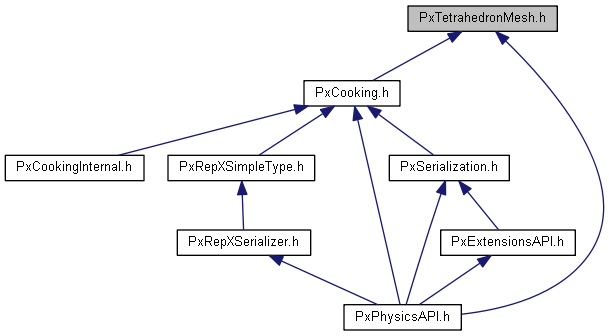 PxTetrahedronMesh.h
PxCooking.h
PxCookingInternal.h
PxRepXSimpleType.h
PxSerialization.h
PxRepXSerializer.h
PxExtensionsAPI.h
PxPhysicsAPI.h